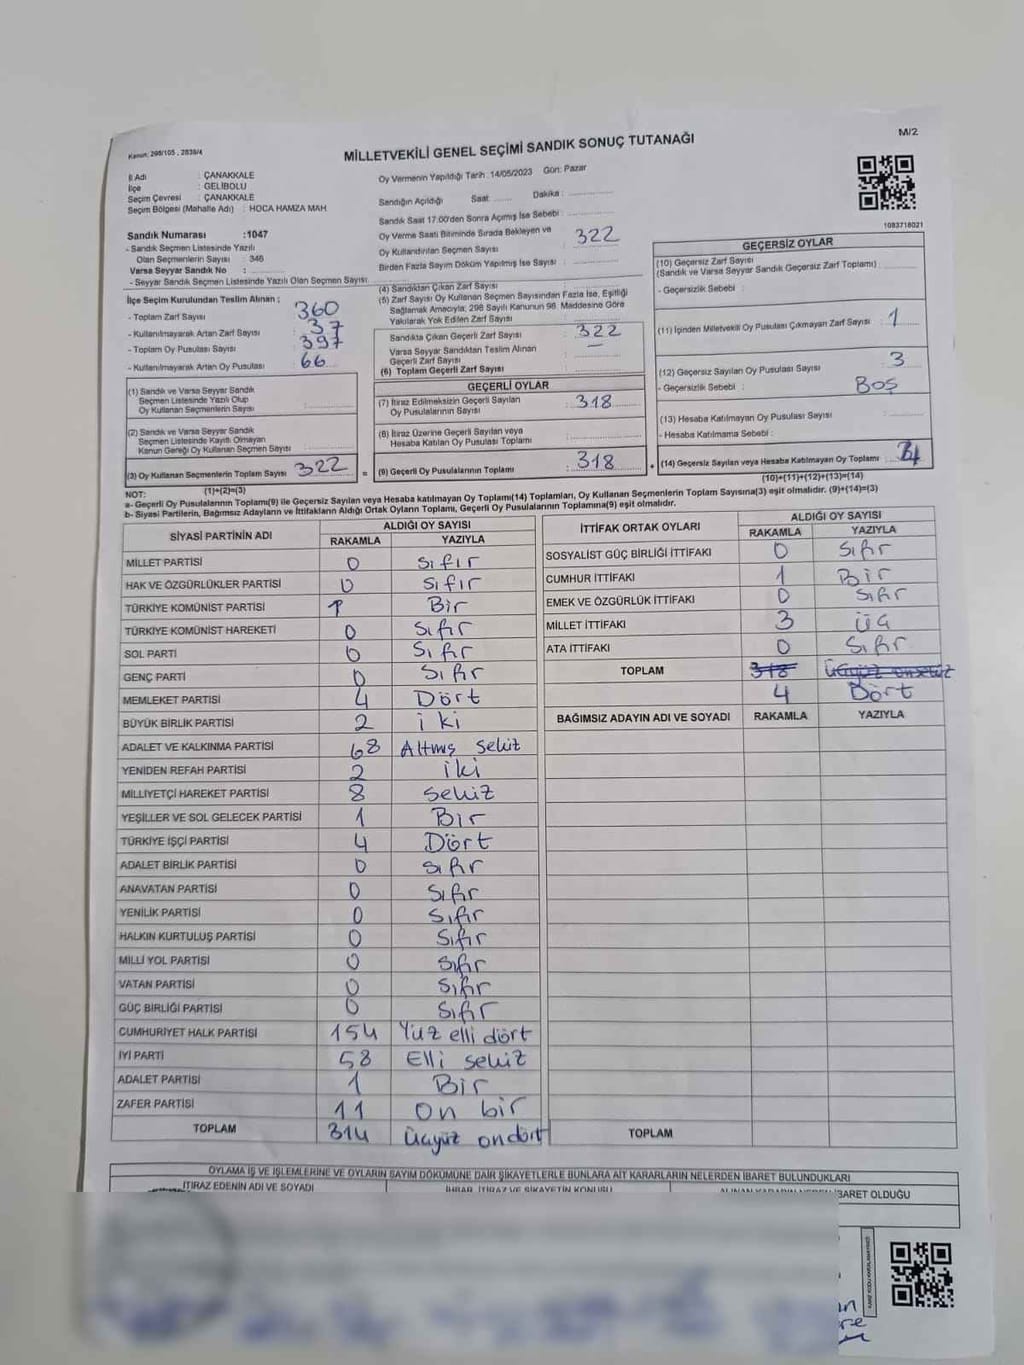 Kanun: 298/105 , 2839/4
M/2
MİLLETVEKİLİ GENEL SEÇİMİ SANDIK SONUÇ TUTANAĞI
İl Adı : ÇANAKKALE
İlçe : GELİBOLU
Seçim Çevresi : ÇANAKKALE
Seçim Bölgesi (Mahalle Adı) : HOCA HAMZA MAH.
Sandık Numarası :1047
- Sandık Seçmen Listesinde Yazılı
Olan Seçmenlerin Sayısı : 346
Varsa Seyyar Sandık No :
- Seyyar Sandık Seçmen Listesinde Yazılı Olan Seçmen Sayısı:
İlçe Seçim Kurulundan Teslim Alınan ;
- Toplam Zarf Sayısı : 360
- Kullanılmayarak Artan Zarf Sayısı : 37
- Toplam Oy Pusulası Sayısı : 397
- Kullanılmayarak Artan Oy Pusulası : 66
(1) Sandık ve Varsa Seyyar Sandık
Seçmen Listesinde Yazılı Olup
Oy Kullanan Seçmenlerin Sayısı :
(2) Sandık ve Varsa Seyyar Sandık
Seçmen Listesinde Kayıtlı Olmayan
Kanun Gereği Oy Kullanan Seçmen Sayısı :
(3) Oy Kullanan Seçmenlerin Toplam Sayısı : 322
(1)+(2)=(3)
Oy Vermenin Yapıldığı Tarih : 14/05/2023 Gün: Pazar
Sandığın Açıldığı Saat: Dakika :
Sandık Saat 17:00'den Sonra Açımış İse Sebebi :
Oy Verme Saati Bitiminde Sırada Bekleyen ve
Oy Kullandırılan Seçmen Sayısı : 322
Birden Fazla Sayım Döküm Yapılmış İse Sayısı :
(4) Sandıktan Çıkan Zarf Sayısı
(5) Zarf Sayısı Oy Kullanan Seçmen Sayısından Fazla İse, Eşitliği
Sağlamak Amacıyla; 298 Sayılı Kanunun 98. Maddesine Göre
Yakılarak Yok Edilen Zarf Sayısı :
Sandıkta Çıkan Geçerli Zarf Sayısı : 322
Varsa Seyyar Sandıktan Teslim Alınan
Geçerli Zarf Sayısı : —
(6) Toplam Geçerli Zarf Sayısı :
GEÇERLİ OYLAR
(7) İtiraz Edilmeksizin Geçerli Sayılan
Oy Pusulalarının Sayısı : 318
(8) İtiraz Üzerine Geçerli Sayılan veya
Hesaba Katılan Oy Pusulası Toplamı :
= (9) Geçerli Oy Pusulalarının Toplamı : 318
1083718021
GEÇERSİZ OYLAR
(10) Geçersiz Zarf Sayısı
(Sandık ve Varsa Seyyar Sandık Geçersiz Zarf Toplamı) :
- Geçersizlik Sebebi :
(11) İçinden Milletvekili Oy Pusulası Çıkmayan Zarf Sayısı : 1
(12) Geçersiz Sayılan Oy Pusulası Sayısı : 3
- Geçersizlik Sebebi : BOŞ
(13) Hesaba Katılmayan Oy Pusulası Sayısı :
- Hesaba Katılmama Sebebi :
+ (14) Geçersiz Sayılan veya Hesaba Katılmayan Oy Toplamı : 4
(10)+(11)+(12)+(13)=(14)
NOT:
a- Geçerli Oy Pusulalarının Toplamı(9) ile Geçersiz Sayılan veya Hesaba katılmayan Oy Toplamı(14) Toplamları, Oy Kullanan Seçmenlerin Toplam Sayısına(3) eşit olmalıdır. (9)+(14)=(3)
b- Siyasi Partilerin, Bağımsız Adayların ve İttifakların Aldığı Ortak Oyların Toplamı, Geçerli Oy Pusulalarının Toplamına(9) eşit olmalıdır.
SİYASİ PARTİNİN ADI ALDIĞI OY SAYISI
RAKAMLA YAZIYLA
MİLLET PARTİSİ 0 Sıfır
HAK VE ÖZGÜRLÜKLER PARTİSİ 0 Sıfır
TÜRKİYE KOMÜNİST PARTİSİ 1 Bir
TÜRKİYE KOMÜNİST HAREKETİ 0 Sıfır
SOL PARTİ 0 Sıfır
GENÇ PARTİ 0 Sıfır
MEMLEKET PARTİSİ 4 Dört
BÜYÜK BİRLİK PARTİSİ 2 iki
ADALET VE KALKINMA PARTİSİ 68 Altmış sekiz
YENİDEN REFAH PARTİSİ 2 iki
MİLLİYETÇİ HAREKET PARTİSİ 8 sekiz
YEŞİLLER VE SOL GELECEK PARTİSİ 1 Bir
TÜRKİYE İŞÇİ PARTİSİ 4 Dört
ADALET BİRLİK PARTİSİ 0 sıfır
ANAVATAN PARTİSİ 0 Sıfır
YENİLİK PARTİSİ 0 Sıfır
HALKIN KURTULUŞ PARTİSİ 0 Sıfır
MİLLİ YOL PARTİSİ 0 Sıfır
VATAN PARTİSİ 0 Sıfır
GÜÇ BİRLİĞİ PARTİSİ 0 Sıfır
CUMHURİYET HALK PARTİSİ 154 Yüz elli dört
İYİ PARTİ 58 Elli sekiz
ADALET PARTİSİ 1 Bir
ZAFER PARTİSİ 11 On bir
TOPLAM 314 üçyüz ondört
İTTİFAK ORTAK OYLARI ALDIĞI OY SAYISI
RAKAMLA YAZIYLA
SOSYALİST GÜÇ BİRLİĞİ İTTİFAKI 0 Sıfır
CUMHUR İTTİFAKI 1 Bir
EMEK VE ÖZGÜRLÜK İTTİFAKI 0 Sıfır
MİLLET İTTİFAKI 3 üç
ATA İTTİFAKI 0 Sıfır
TOPLAM 318 üçyüz onsekiz
4 Dört
BAĞIMSIZ ADAYIN ADI VE SOYADI RAKAMLA YAZIYLA
TOPLAM
OYLAMA İŞ VE İŞLEMLERİNE VE OYLARIN SAYIM DÖKÜMÜNE DAİR ŞİKAYETLERLE BUNLARA AİT KARARLARIN NELERDEN İBARET BULUNDUKLARI
İTİRAZ EDENİN ADI VE SOYADI İHBAR, İTİRAZ VE ŞİKAYETİN KONUSU ALINAN KARARIN NEDEN İBARET OLDUĞU